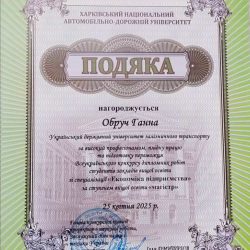 ХАРКІВСЬКИЙ НАЦІОНАЛЬНИЙ
АВТОМОБІЛЬНО-ДОРОЖНІЙ УНІВЕРСИТЕТ
ПОДЯКА
нагороджується
Обруч Ганна
Український державний університет залізничного транспорту
за високий професіоналізм, плідну працю
та підготовку переможця
Всеукраїнського конкурсу дипломних робіт
студентів закладів вищої освіти
зі спеціалізації «Економіка підприємства»
за ступенем вищої освіти «магістр»
25 квітня 2025 р.